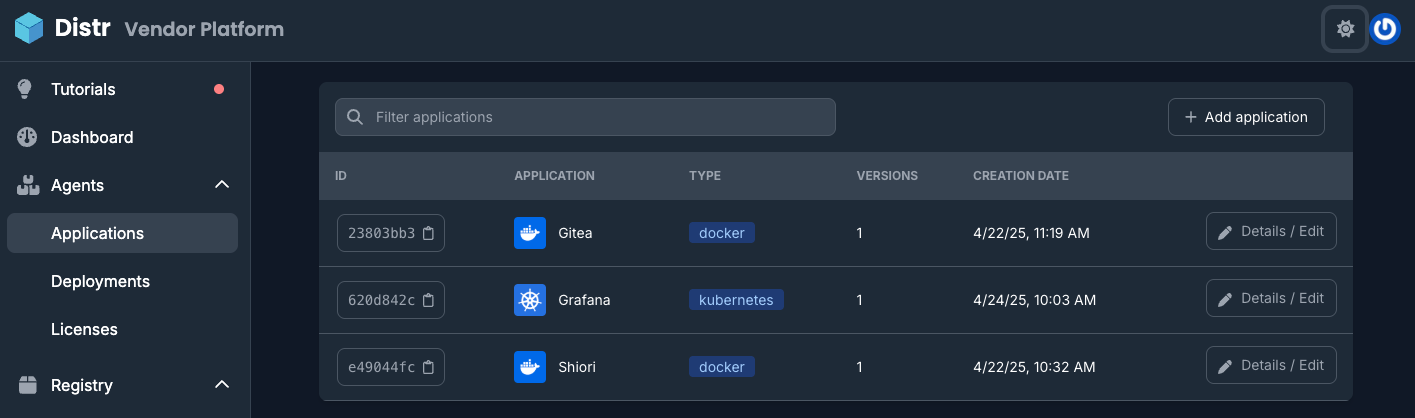 Distr Vendor Platform
Tutorials
Dashboard
Agents
Applications
Deployments
Licenses
Registry
Filter applications
Add application
ID APPLICATION TYPE VERSIONS CREATION DATE
23803bb3 Gitea docker 1 4/22/25, 11:19 AM Details / Edit
620d842c Grafana kubernetes 1 4/24/25, 10:03 AM Details / Edit
e49044fc Shiori docker 1 4/22/25, 10:32 AM Details / Edit